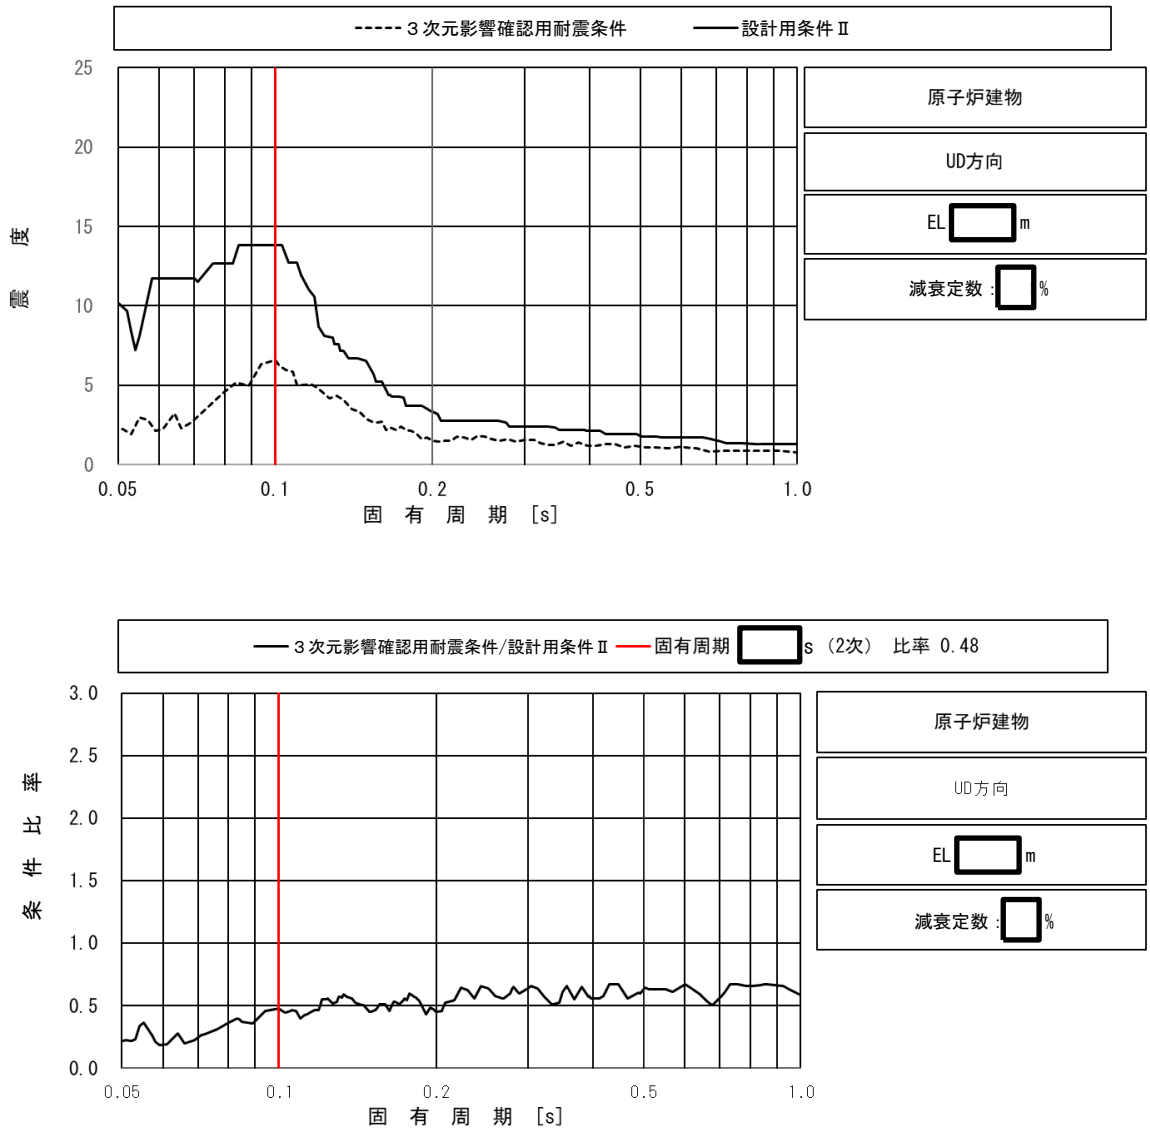 ３次元影響確認用耐震条件 設計用条件Ⅱ
25
20
15
10
5
0
震度
0.05 0.1 0.2 0.5 1.0
固有周期 [s]
原子炉建物
UD方向
EL m
減衰定数： %
３次元影響確認用耐震条件/設計用条件Ⅱ 固有周期 s (2次) 比率 0.48
3.0
2.5
2.0
1.5
1.0
0.5
0.0
条件比率
0.05 0.1 0.2 0.5 1.0
固有周期 [s]
原子炉建物
UD方向
EL m
減衰定数： %